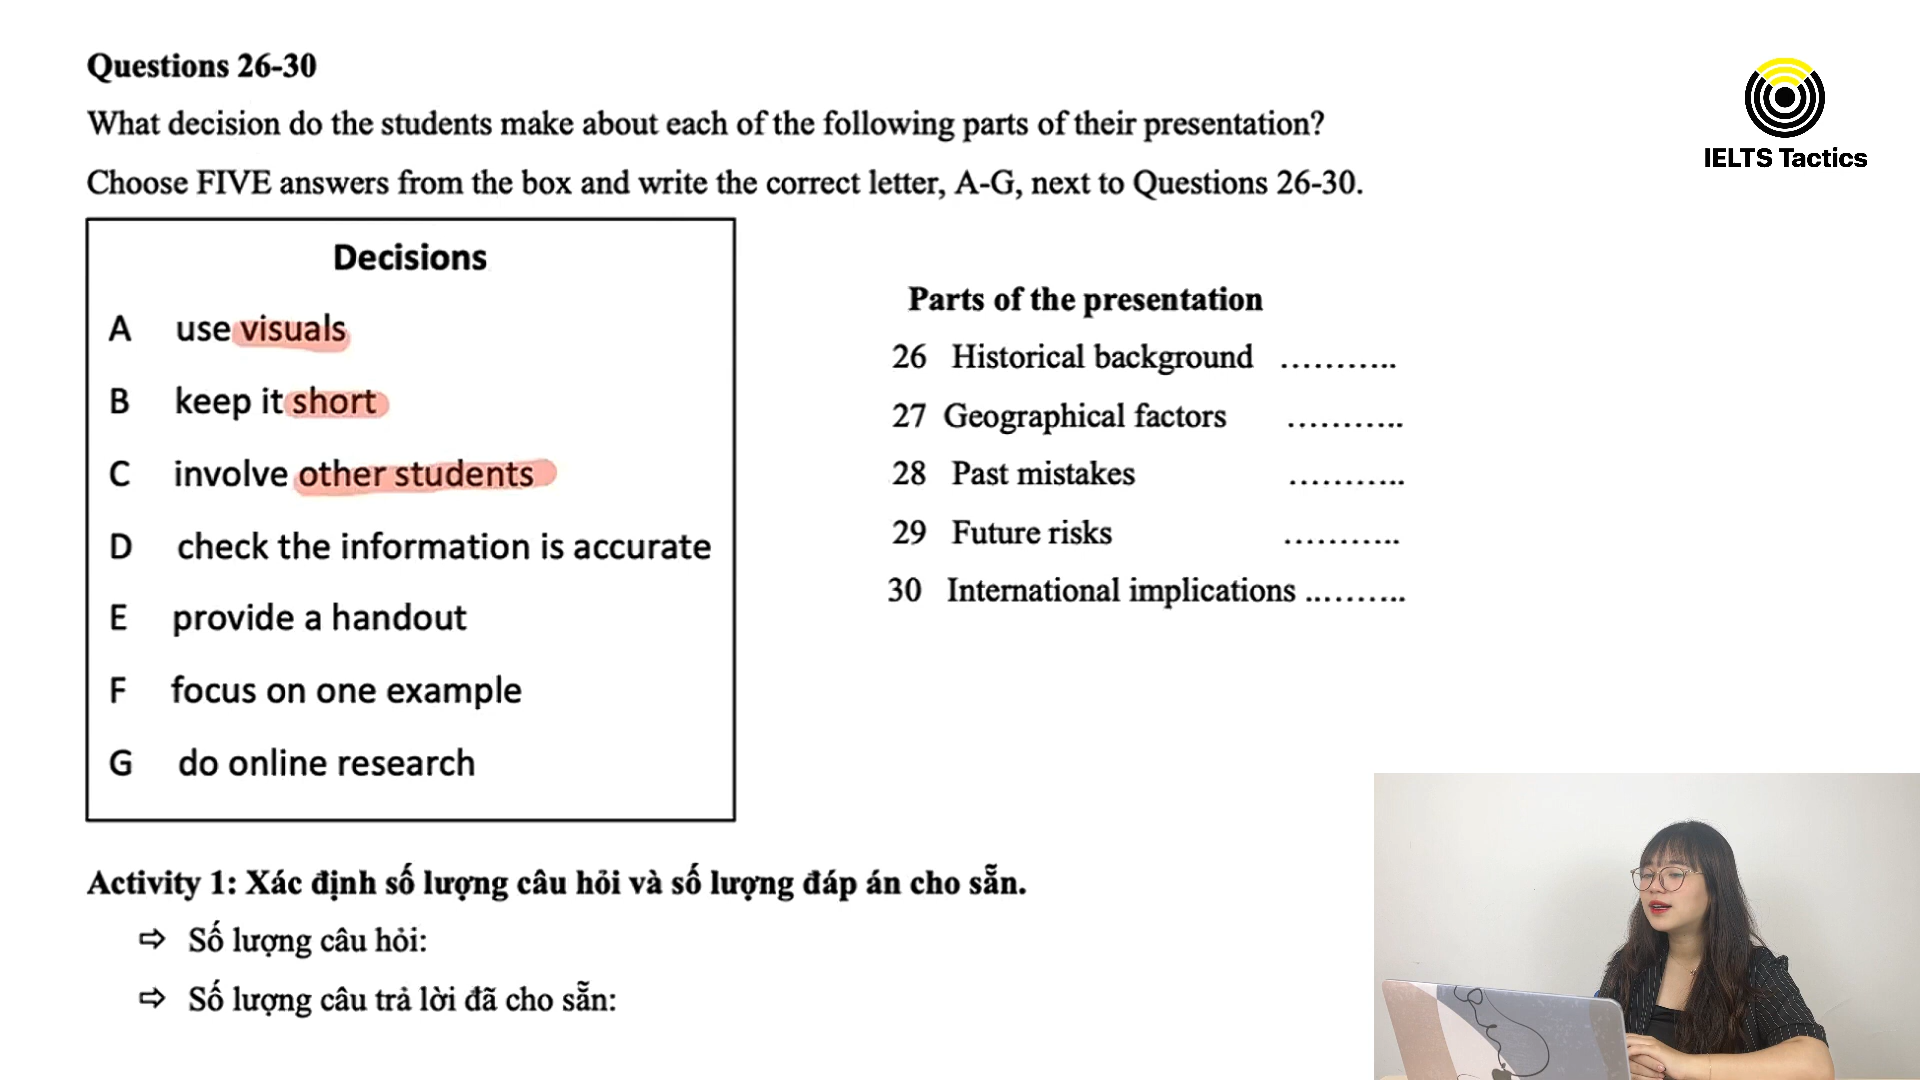 Questions 26-30
What decision do the students make about each of the following parts of their presentation?
Choose FIVE answers from the box and write the correct letter, A-G, next to Questions 26-30.
IELTS Tactics
Decisions
A use visuals
B keep it short
C involve other students
D check the information is accurate
E provide a handout
F focus on one example
G do online research
Parts of the presentation
26 Historical background ...........
27 Geographical factors ...........
28 Past mistakes ...........
29 Future risks ...........
30 International implications ..........
Activity 1: Xác định số lượng câu hỏi và số lượng đáp án cho sẵn.
⇨ Số lượng câu hỏi:
⇨ Số lượng câu trả lời đã cho sẵn: